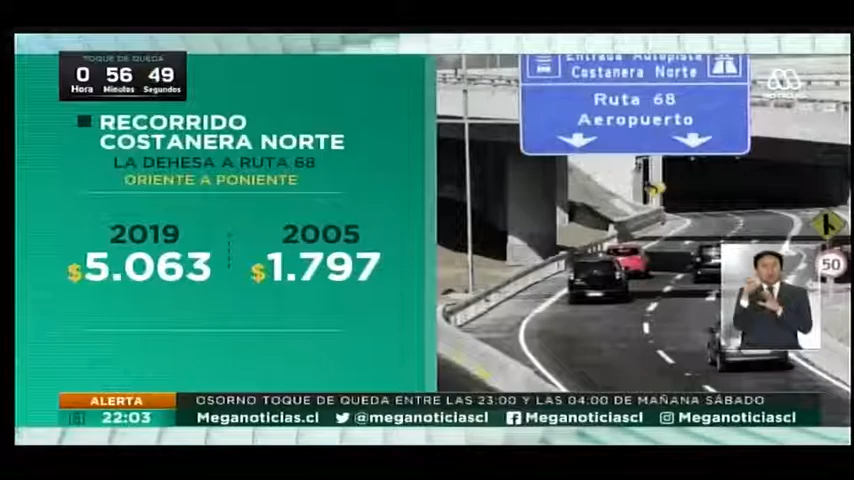 TOQUE DE QUEDA
0 56 49
Hora Minutos Segundos
RECORRIDO
COSTANERA NORTE
LA DEHESA A RUTA 68
ORIENTE A PONIENTE
2019 2005
$5.063 $1.797
Entrada Autopista
Costanera Norte
Ruta 68
Aeropuerto
NOTICIAS
50
ALERTA
OSORNO TOQUE DE QUEDA ENTRE LAS 23:00 Y LAS 04:00 DE MAÑANA SÁBADO
22:03
Meganoticias.cl @meganoticiascl Meganoticiascl Meganoticiascl